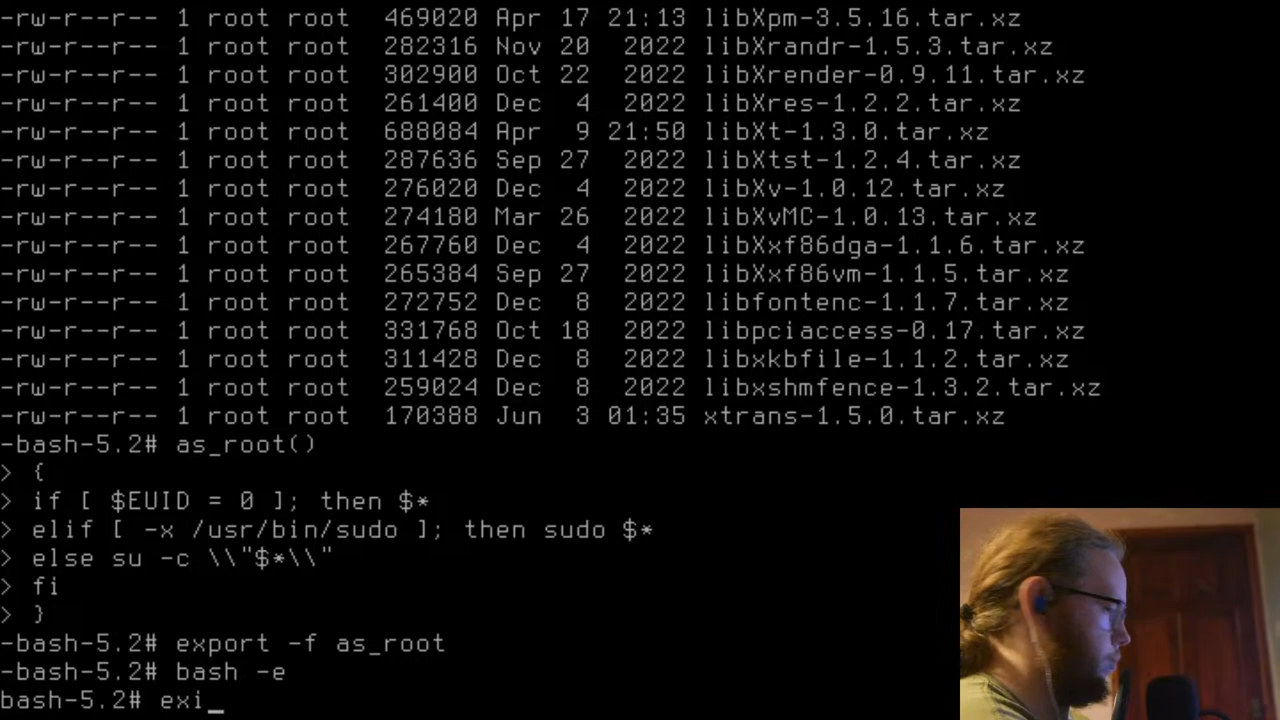 -rw-r--r-- 1 root root  469020 Apr 17 21:13 libXpm-3.5.16.tar.xz
-rw-r--r-- 1 root root  282316 Nov 20  2022 libXrandr-1.5.3.tar.xz
-rw-r--r-- 1 root root  302900 Oct 22  2022 libXrender-0.9.11.tar.xz
-rw-r--r-- 1 root root  261400 Dec  4  2022 libXres-1.2.2.tar.xz
-rw-r--r-- 1 root root  688084 Apr  9 21:50 libXt-1.3.0.tar.xz
-rw-r--r-- 1 root root  287636 Sep 27  2022 libXtst-1.2.4.tar.xz
-rw-r--r-- 1 root root  276020 Dec  4  2022 libXv-1.0.12.tar.xz
-rw-r--r-- 1 root root  274180 Mar 26  2022 libXvMC-1.0.13.tar.xz
-rw-r--r-- 1 root root  267760 Dec  4  2022 libXxf86dga-1.1.6.tar.xz
-rw-r--r-- 1 root root  265384 Sep 27  2022 libXxf86vm-1.1.5.tar.xz
-rw-r--r-- 1 root root  272752 Dec  8  2022 libfontenc-1.1.7.tar.xz
-rw-r--r-- 1 root root  331768 Oct 18  2022 libpciaccess-0.17.tar.xz
-rw-r--r-- 1 root root  311428 Dec  8  2022 libxkbfile-1.1.2.tar.xz
-rw-r--r-- 1 root root  259024 Dec  8  2022 libxshmfence-1.3.2.tar.xz
-rw-r--r-- 1 root root  170388 Jun  3 01:35 xtrans-1.5.0.tar.xz
-bash-5.2# as_root()
> {
> if [ $EUID = 0 ]; then $*
> elif [ -x /usr/bin/sudo ]; then sudo $*
> else su -c \\"$*\\"
> fi
> }
-bash-5.2# export -f as_root
-bash-5.2# bash -e
bash-5.2# exi_